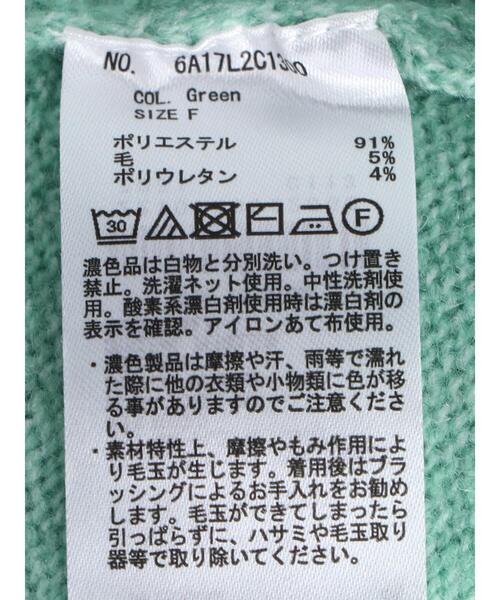 NO. 6A17L2C1300
COL. Green
SIZE F
ポリエステル 91%
毛 5%
ポリウレタン 4%
30 F
濃色品は白物と分別洗い。つけ置き
禁止。洗濯ネット使用。中性洗剤使
用。酸素系漂白剤使用時は漂白剤の
表示を確認。アイロンあて布使用。
・濃色製品は摩擦や汗、雨等で濡れ
た際に他の衣類や小物類に色が移
る事がありますのでご注意くださ
い。
・素材特性上、摩擦やもみ作用によ
り毛玉が生じます。着用後はブラ
ッシングによるお手入れをお勧め
します。毛玉ができてしまったら
引っぱらずに、ハサミや毛玉取り
器等で取り除いてください。